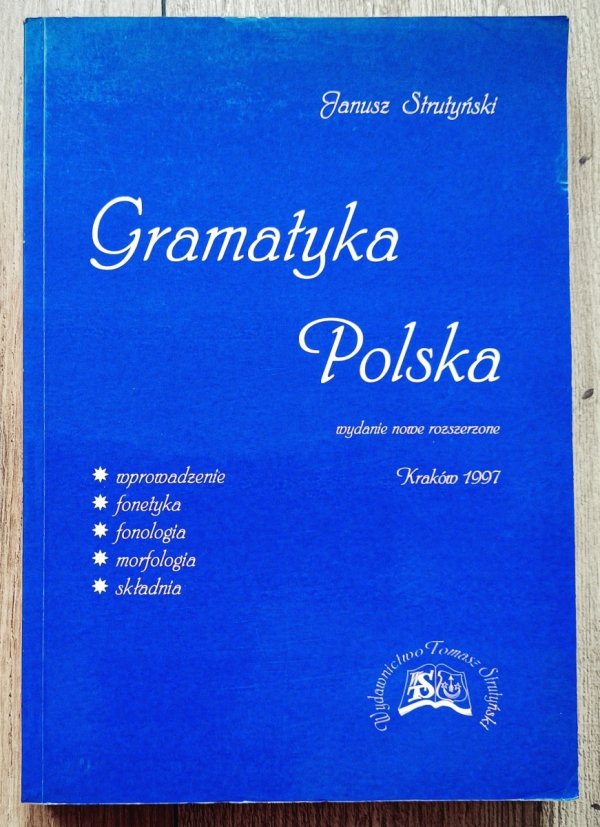 Janusz Strutyński
Gramatyka
Polska
wydanie nowe rozszerzone
Kraków 1997
✷ wprowadzenie
✷ fonetyka
✷ fonologia
✷ morfologia
✷ składnia
Wydawnictwo Tomasz Strutyński
TS